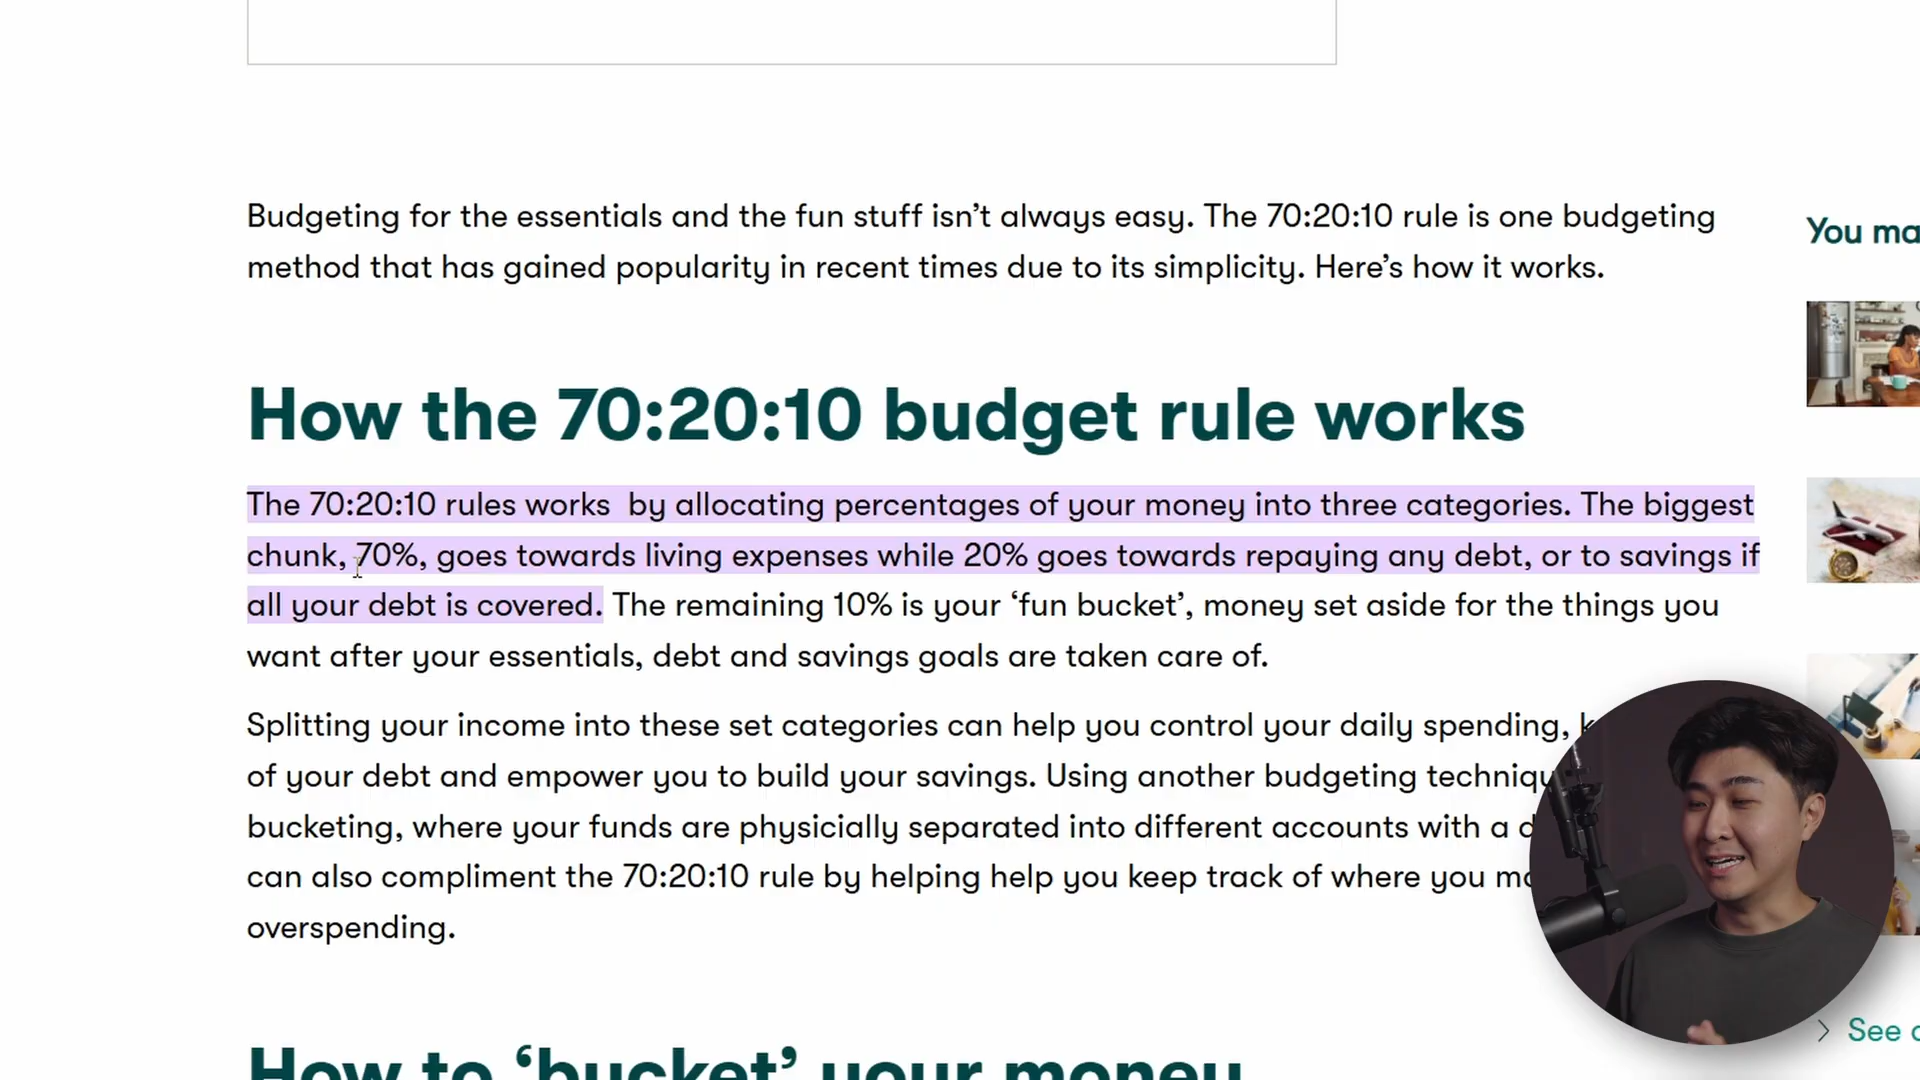 Budgeting for the essentials and the fun stuff isn’t always easy. The 70:20:10 rule is one budgeting
method that has gained popularity in recent times due to its simplicity. Here’s how it works.
How the 70:20:10 budget rule works
The 70:20:10 rules works  by allocating percentages of your money into three categories. The biggest
chunk, 70%, goes towards living expenses while 20% goes towards repaying any debt, or to savings if
all your debt is covered. The remaining 10% is your ‘fun bucket’, money set aside for the things you
want after your essentials, debt and savings goals are taken care of.
Splitting your income into these set categories can help you control your daily spending,
of your debt and empower you to build your savings. Using another budgeting
bucketing, where your funds are physicially separated into different accounts with a
can also compliment the 70:20:10 rule by helping help you keep track of where you
overspending.
How to ‘bucket’ your money
You
See